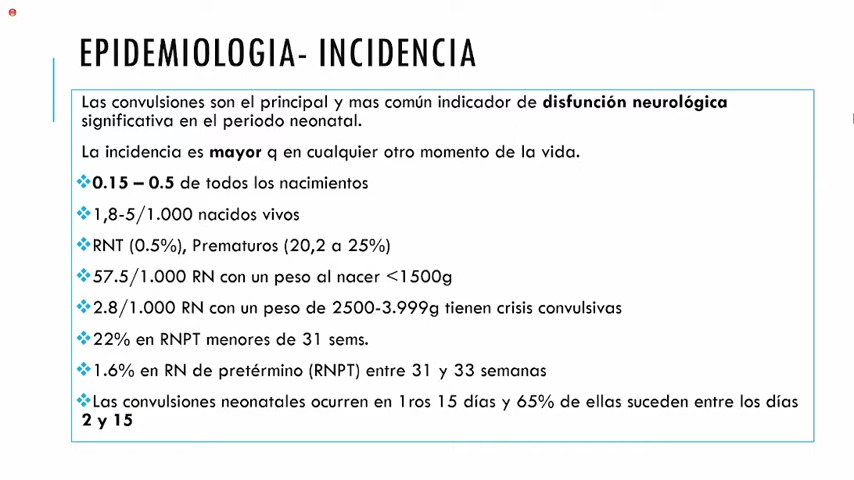 EPIDEMIOLOGIA- INCIDENCIA
Las convulsiones son el principal y mas común indicador de disfunción neurológica
significativa en el periodo neonatal.
La incidencia es mayor q en cualquier otro momento de la vida.
❖0.15 – 0.5 de todos los nacimientos
❖1,8-5/1.000 nacidos vivos
❖RNT (0.5%), Prematuros (20,2 a 25%)
❖57.5/1.000 RN con un peso al nacer <1500g
❖2.8/1.000 RN con un peso de 2500-3.999g tienen crisis convulsivas
❖22% en RNPT menores de 31 sems.
❖1.6% en RN de pretérmino (RNPT) entre 31 y 33 semanas
❖Las convulsiones neonatales ocurren en 1ros 15 días y 65% de ellas suceden entre los días
2 y 15